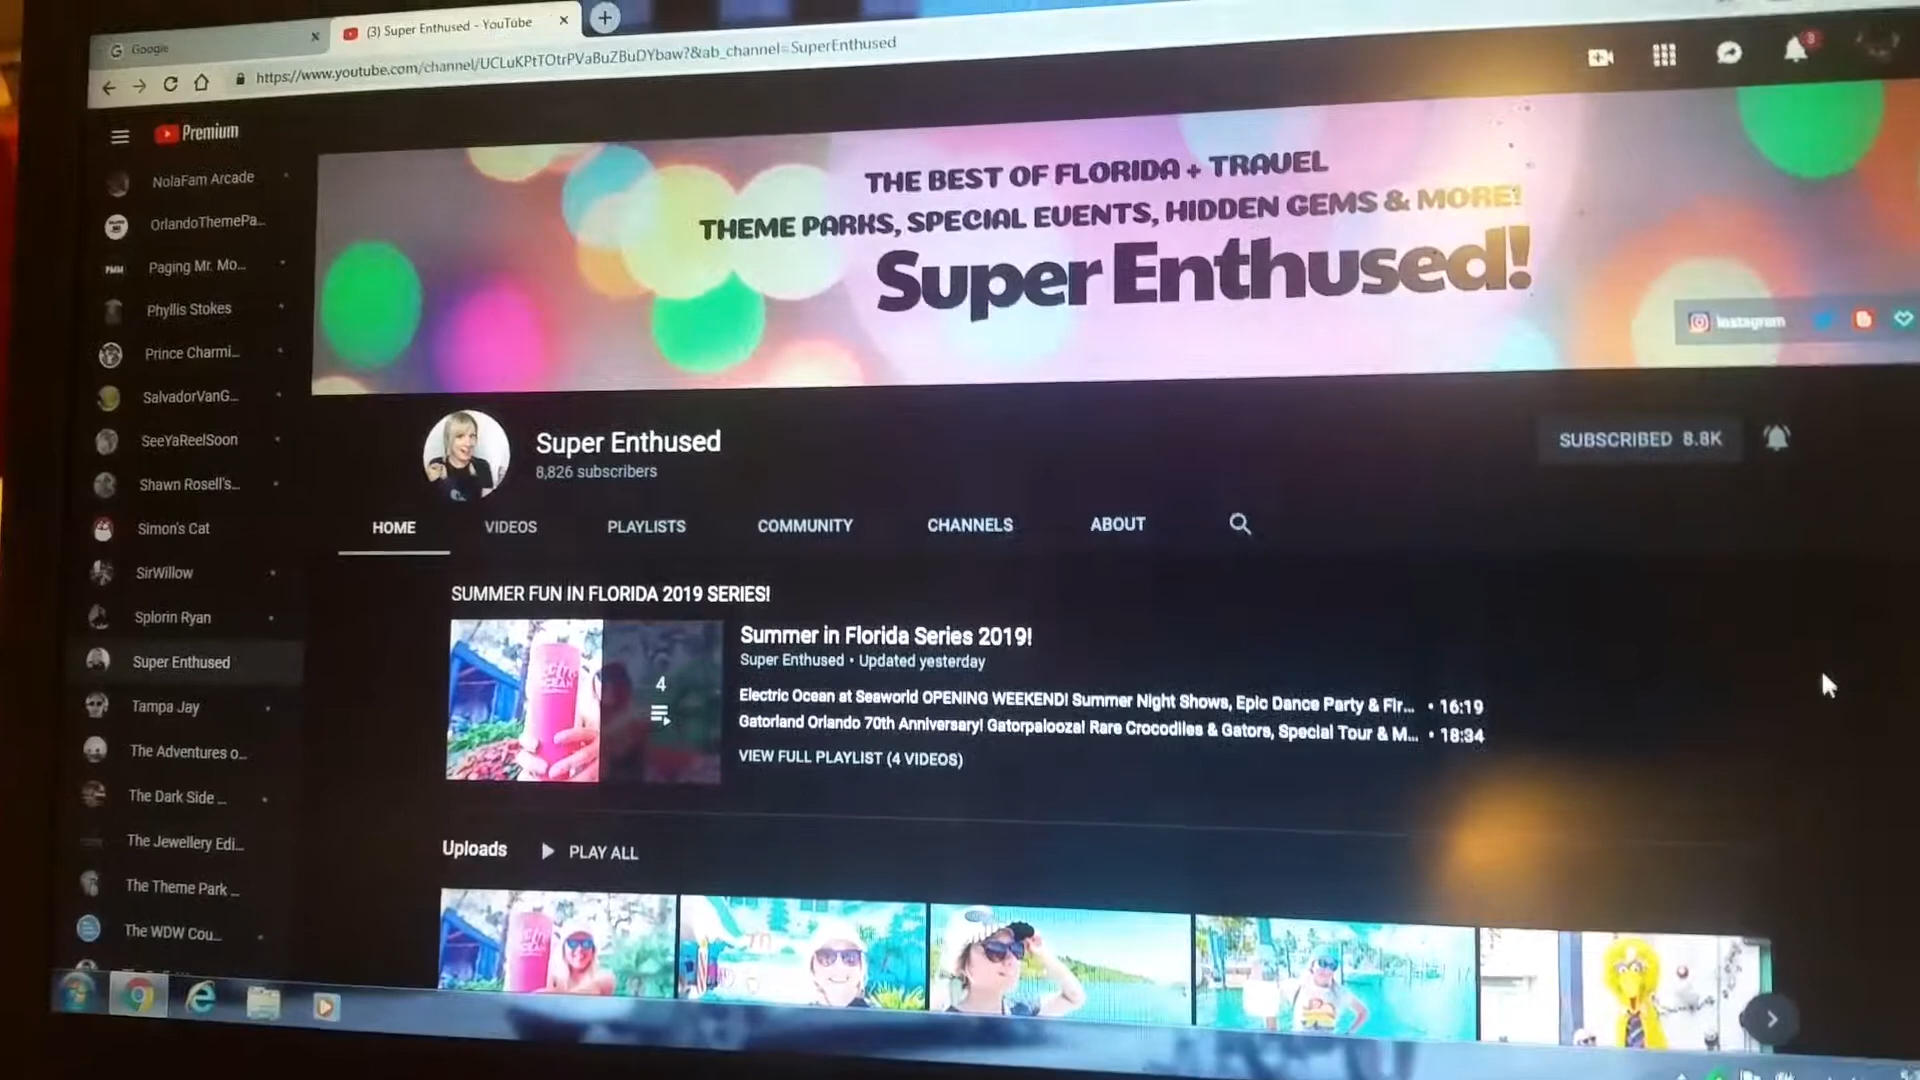 Google
(3) Super Enthused - YouTube
https://www.youtube.com/channel/UCLuKPtTOtrPVaBuZBuDYbaw?&ab_channel=SuperEnthused
3
Premium
NolaFam Arcade
OrlandoThemePa...
Paging Mr. Mo...
Phyllis Stokes
Prince Charmi...
SalvadorVanG...
SeeYaReelSoon
Shawn Rosell's...
Simon's Cat
SirWillow
Splorin Ryan
Super Enthused
Tampa Jay
The Adventures o...
The Dark Side ...
The Jewellery Edi...
The Theme Park ...
The WDW Cou...
THE BEST OF FLORIDA + TRAVEL
THEME PARKS, SPECIAL EVENTS, HIDDEN GEMS & MORE!
Super Enthused!
Instagram
Super Enthused
8,826 subscribers
SUBSCRIBED 8.8K
HOME VIDEOS PLAYLISTS COMMUNITY CHANNELS ABOUT
SUMMER FUN IN FLORIDA 2019 SERIES!
4
Summer in Florida Series 2019!
Super Enthused • Updated yesterday
Electric Ocean at Seaworld OPENING WEEKEND! Summer Night Shows, Epic Dance Party & Fir... • 16:19
Gatorland Orlando 70th Anniversary! Gatorpalooza! Rare Crocodiles & Gators, Special Tour & M... • 18:34
VIEW FULL PLAYLIST (4 VIDEOS)
Uploads PLAY ALL